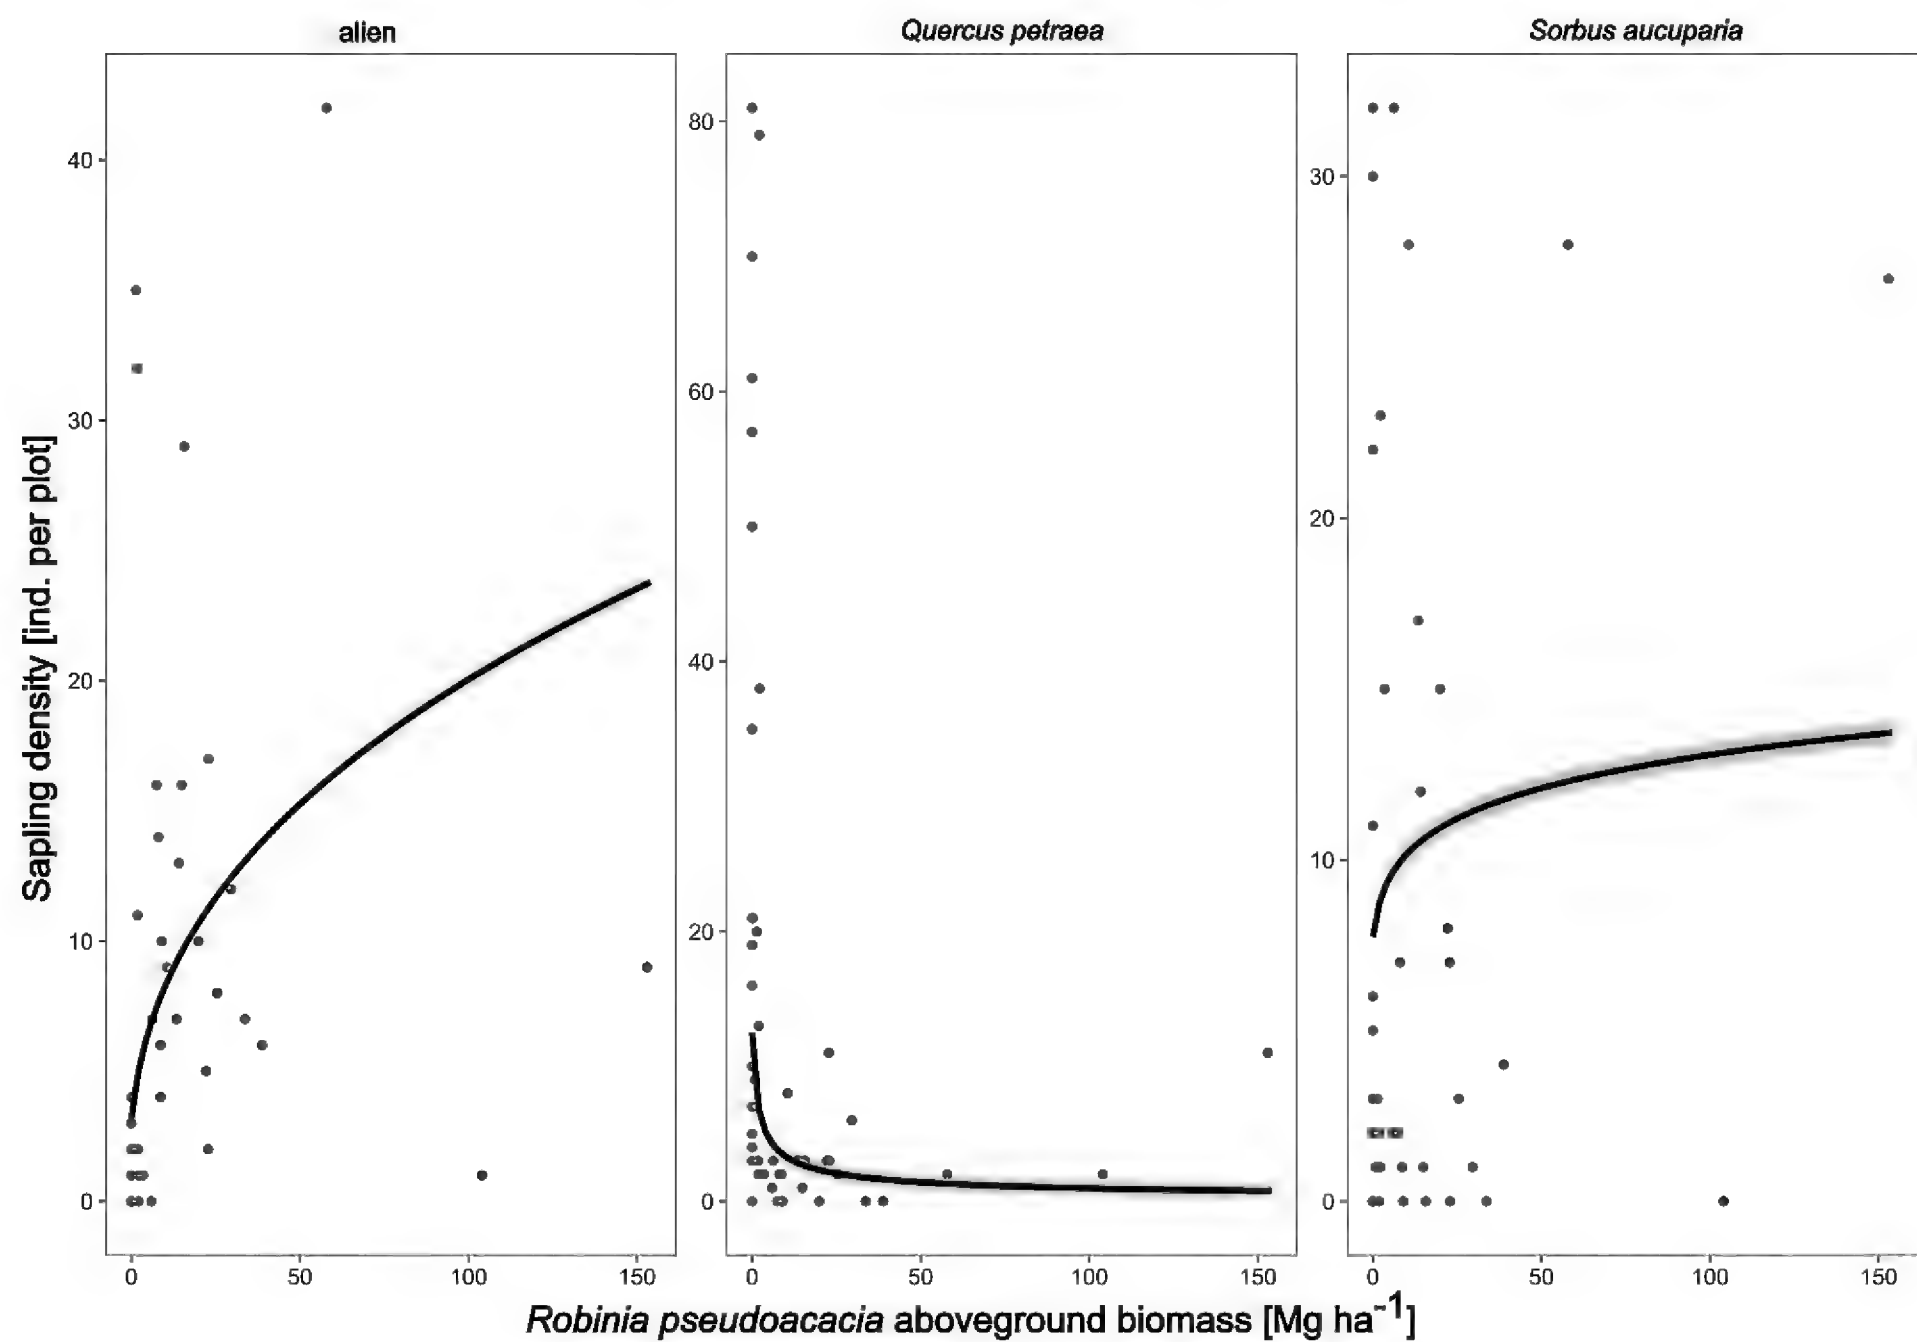 alien
Quercus petraea
Sorbus aucuparia
Sapling density [ind. per plot]
40
30
20
10
0
80
60
40
20
0
30
20
10
0
0 50 100 150
0 50 100 150
0 50 100 150
Robinia pseudoacacia aboveground biomass [Mg ha⁻¹]